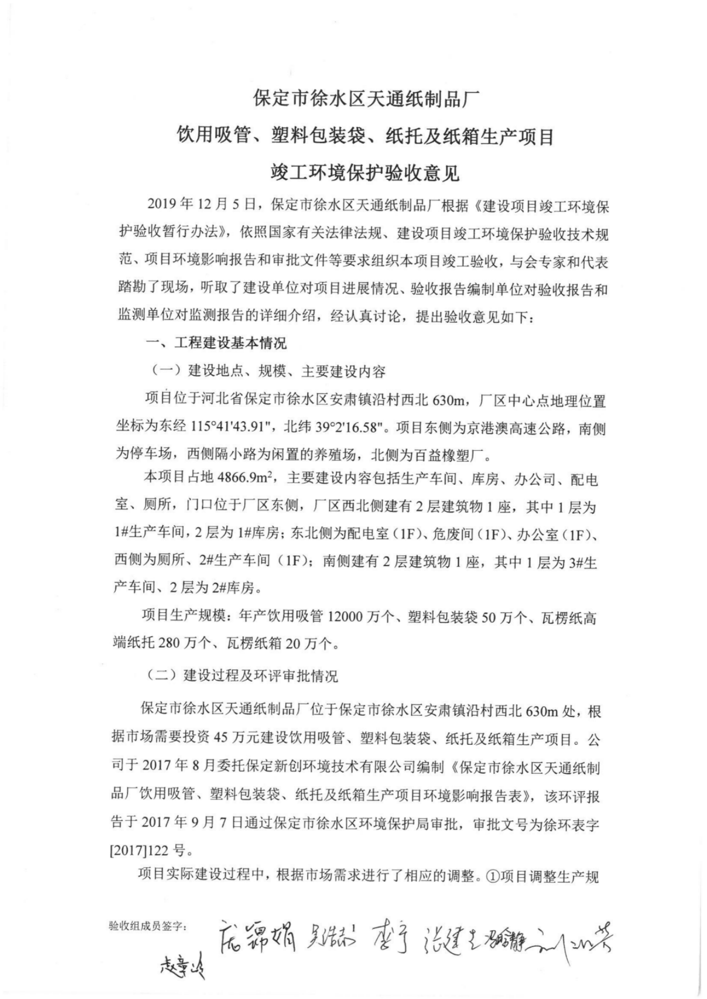 保定市徐水区天通纸制品厂
饮用吸管、塑料包装袋、纸托及纸箱生产项目
竣工环境保护验收意见
2019 年 12 月 5 日，保定市徐水区天通纸制品厂根据《建设项目竣工环境保
护验收暂行办法》，依照国家有关法律法规、建设项目竣工环境保护验收技术规
范、项目环境影响报告和审批文件等要求组织本项目竣工验收，与会专家和代表
踏勘了现场，听取了建设单位对项目进展情况、验收报告编制单位对验收报告和
监测单位对监测报告的详细介绍，经认真讨论，提出验收意见如下：
一、工程建设基本情况
（一）建设地点、规模、主要建设内容
项目位于河北省保定市徐水区安肃镇沿村西北 630m，厂区中心点地理位置
坐标为东经 115°41'43.91"，北纬 39°2'16.58"。项目东侧为京港澳高速公路，南侧
为停车场，西侧隔小路为闲置的养殖场，北侧为百益橡塑厂。
本项目占地 4866.9m²，主要建设内容包括生产车间、库房、办公司、配电
室、厕所，门口位于厂区东侧，厂区西北侧建有 2 层建筑物 1 座，其中 1 层为
1#生产车间，2 层为 1#库房；东北侧为配电室（1F）、危废间（1F）、办公室（1F）、
西侧为厕所、2#生产车间（1F）；南侧建有 2 层建筑物 1 座，其中 1 层为 3#生
产车间、2 层为 2#库房。
项目生产规模：年产饮用吸管 12000 万个、塑料包装袋 50 万个、瓦楞纸高
端纸托 280 万个、瓦楞纸箱 20 万个。
（二）建设过程及环评审批情况
保定市徐水区天通纸制品厂位于保定市徐水区安肃镇沿村西北 630m 处，根
据市场需要投资 45 万元建设饮用吸管、塑料包装袋、纸托及纸箱生产项目。公
司于 2017 年 8 月委托保定新创环境技术有限公司编制《保定市徐水区天通纸制
品厂饮用吸管、塑料包装袋、纸托及纸箱生产项目环境影响报告表》，该环评报
告于 2017 年 9 月 7 日通过保定市徐水区环境保护局审批，审批文号为徐环表字
[2017]122 号。
项目实际建设过程中，根据市场需求进行了相应的调整。①项目调整生产规
验收组成员签字：